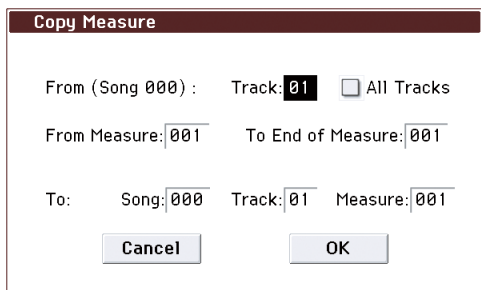 Copy Measure
From (Song 000) : Track: 01 All Tracks
From Measure: 001 To End of Measure: 001
To: Song: 000 Track: 01 Measure: 001
Cancel OK